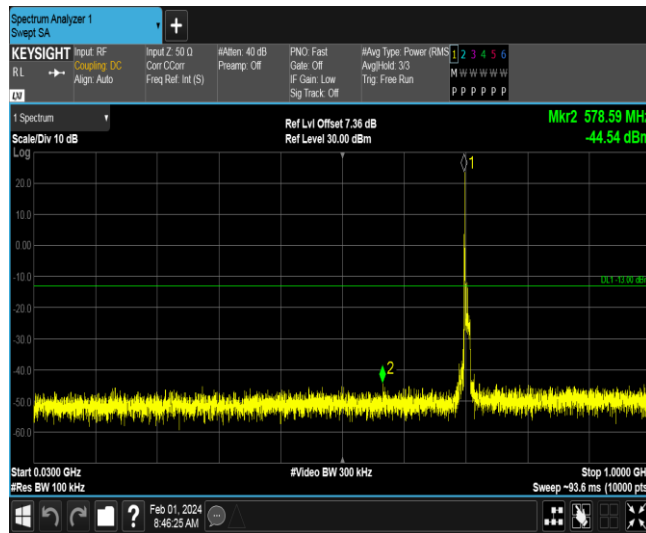 Spectrum Analyzer 1
Swept SA
+
KEYSIGHT Input: RF Input Z: 50 Ω #Atten: 40 dB PNO: Fast #Avg Type: Power (RMS 1 2 3 4 5 6
RL Coupling: DC Corr CCorr Preamp: Off Gate: Off Avg|Hold: 3/3 M W W W W W
Align: Auto Freq Ref: Int (S) IF Gain: Low Trig: Free Run
LXI Sig Track: Off P P P P P P
1 Spectrum Ref Lvl Offset 7.36 dB Mkr2 578.59 MHz
Scale/Div 10 dB Ref Level 30.00 dBm -44.54 dBm
Log
1
20.0
10.0
0.00
-10.0
DL1 -13.00 dBm
-20.0
-30.0
-40.0
2
-50.0
-60.0
Start 0.0300 GHz #Video BW 300 kHz Stop 1.0000 GH
#Res BW 100 kHz Sweep ~93.6 ms (10000 pts
? Feb 01, 2024
8:46:25 AM